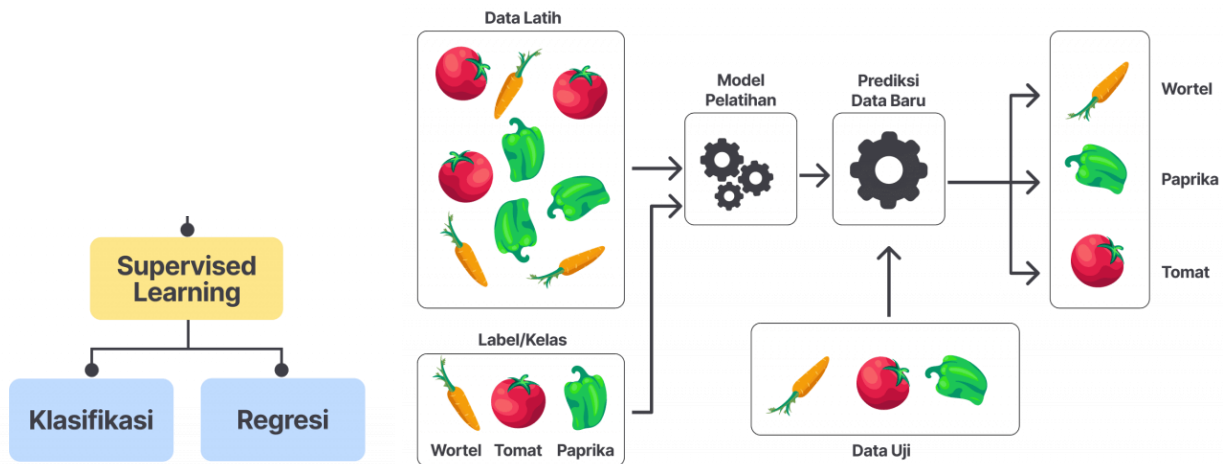 Supervised
Learning
Klasifikasi
Regresi
Data Latih
Label/Kelas
Wortel
Tomat
Paprika
Model
Pelatihan
Prediksi
Data Baru
Data Uji
Wortel
Paprika
Tomat